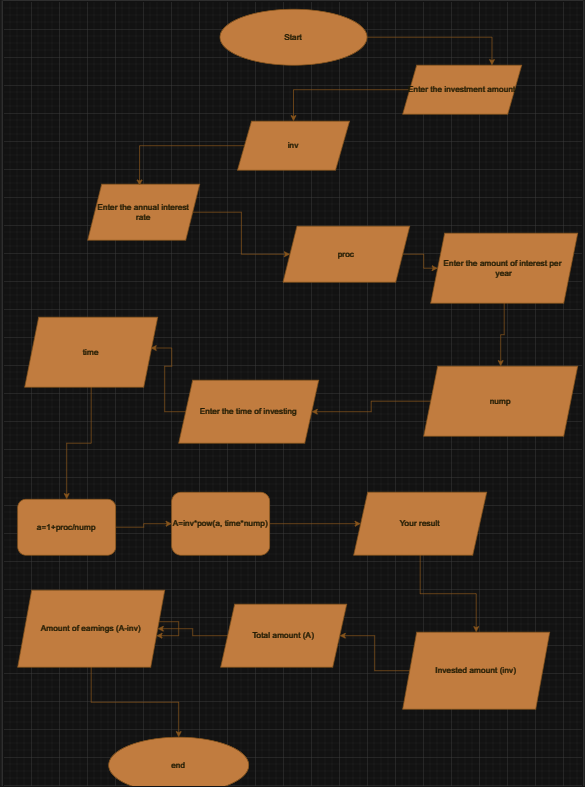 Start
Enter the investment amount
inv
Enter the annual interest
rate
proc
Enter the amount of interest per
year
nump
Enter the time of investing
time
a=1+proc/nump
A=inv*pow(a, time*nump)
Your result
Invested amount (inv)
Total amount (A)
Amount of earnings (A-inv)
end